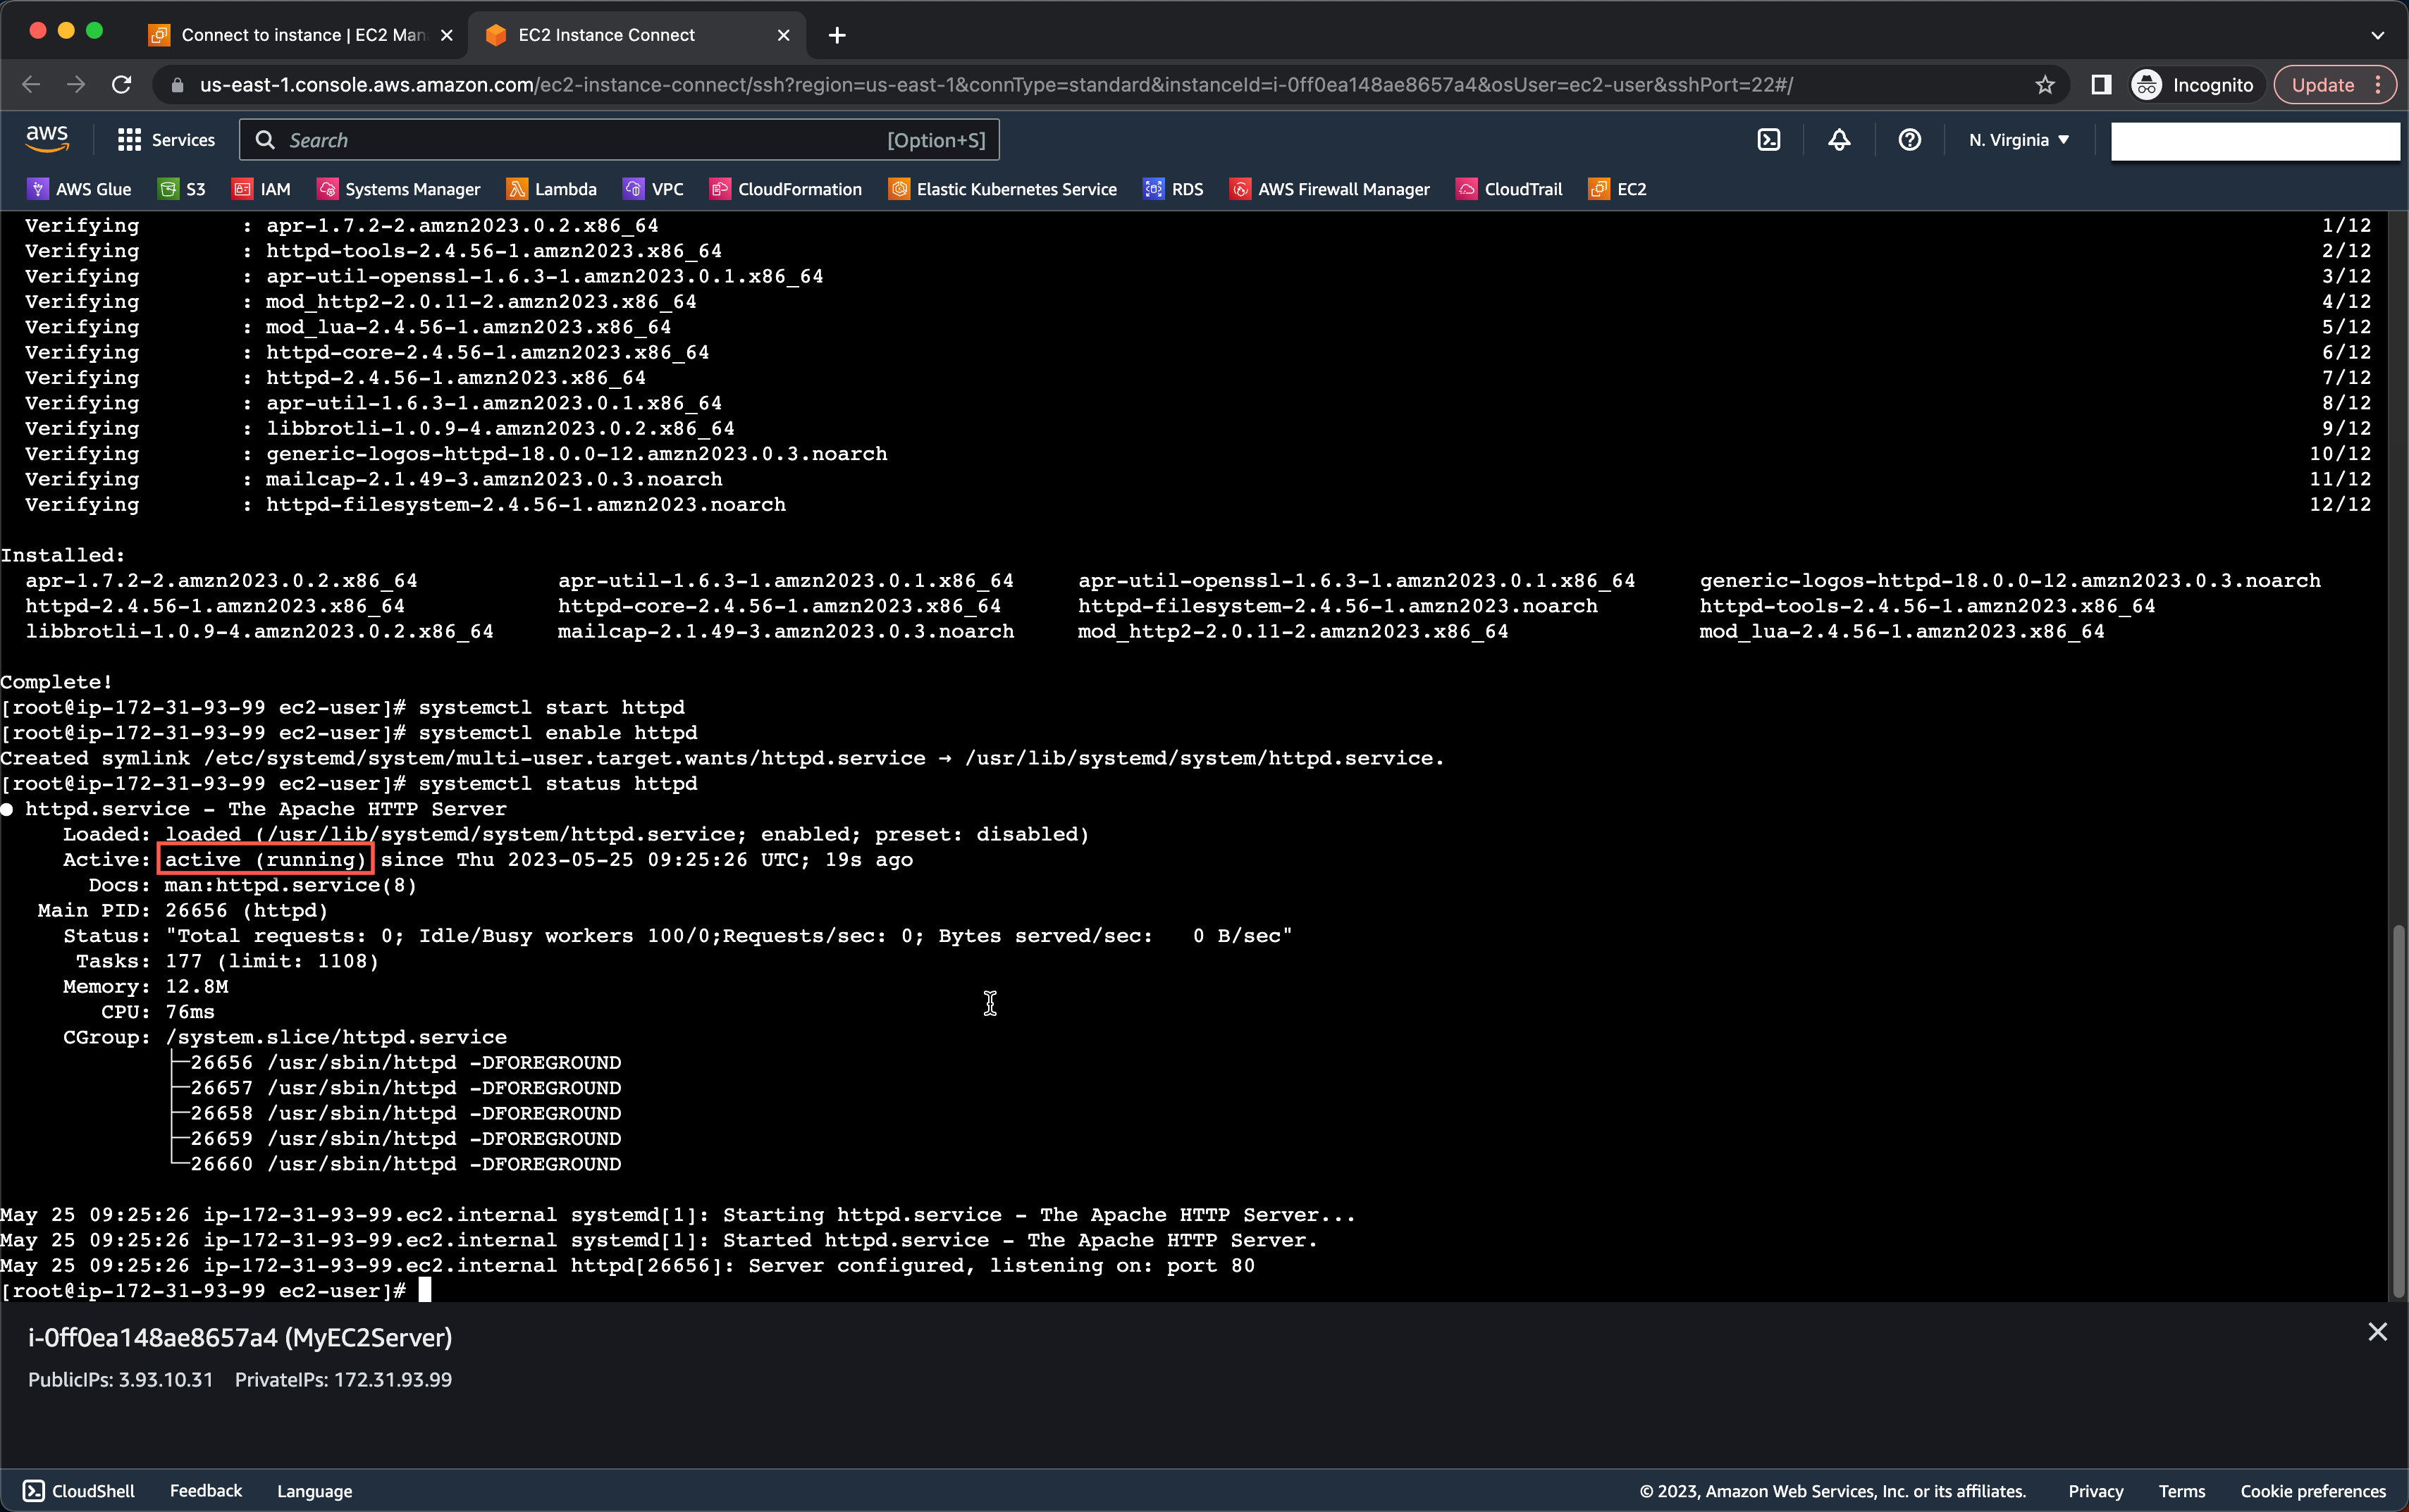 Connect to instance | EC2 Man
EC2 Instance Connect
us-east-1.console.aws.amazon.com/ec2-instance-connect/ssh?region=us-east-1&connType=standard&instanceId=i-0ff0ea148ae8657a4&osUser=ec2-user&sshPort=22#/
Incognito
Update
aws
Services
Search
[Option+S]
N. Virginia
AWS Glue S3 IAM Systems Manager Lambda VPC CloudFormation Elastic Kubernetes Service RDS AWS Firewall Manager CloudTrail EC2
Verifying : apr-1.7.2-2.amzn2023.0.2.x86_64 1/12
Verifying : httpd-tools-2.4.56-1.amzn2023.x86_64 2/12
Verifying : apr-util-openssl-1.6.3-1.amzn2023.0.1.x86_64 3/12
Verifying : mod_http2-2.0.11-2.amzn2023.x86_64 4/12
Verifying : mod_lua-2.4.56-1.amzn2023.x86_64 5/12
Verifying : httpd-core-2.4.56-1.amzn2023.x86_64 6/12
Verifying : httpd-2.4.56-1.amzn2023.x86_64 7/12
Verifying : apr-util-1.6.3-1.amzn2023.0.1.x86_64 8/12
Verifying : libbrotli-1.0.9-4.amzn2023.0.2.x86_64 9/12
Verifying : generic-logos-httpd-18.0.0-12.amzn2023.0.3.noarch 10/12
Verifying : mailcap-2.1.49-3.amzn2023.0.3.noarch 11/12
Verifying : httpd-filesystem-2.4.56-1.amzn2023.noarch 12/12
Installed:
apr-1.7.2-2.amzn2023.0.2.x86_64 apr-util-1.6.3-1.amzn2023.0.1.x86_64 apr-util-openssl-1.6.3-1.amzn2023.0.1.x86_64 generic-logos-httpd-18.0.0-12.amzn2023.0.3.noarch
httpd-2.4.56-1.amzn2023.x86_64 httpd-core-2.4.56-1.amzn2023.x86_64 httpd-filesystem-2.4.56-1.amzn2023.noarch httpd-tools-2.4.56-1.amzn2023.x86_64
libbrotli-1.0.9-4.amzn2023.0.2.x86_64 mailcap-2.1.49-3.amzn2023.0.3.noarch mod_http2-2.0.11-2.amzn2023.x86_64 mod_lua-2.4.56-1.amzn2023.x86_64
Complete!
[root@ip-172-31-93-99 ec2-user]# systemctl start httpd
[root@ip-172-31-93-99 ec2-user]# systemctl enable httpd
Created symlink /etc/systemd/system/multi-user.target.wants/httpd.service → /usr/lib/systemd/system/httpd.service.
[root@ip-172-31-93-99 ec2-user]# systemctl status httpd
● httpd.service - The Apache HTTP Server
Loaded: loaded (/usr/lib/systemd/system/httpd.service; enabled; preset: disabled)
Active: active (running) since Thu 2023-05-25 09:25:26 UTC; 19s ago
Docs: man:httpd.service(8)
Main PID: 26656 (httpd)
Status: "Total requests: 0; Idle/Busy workers 100/0;Requests/sec: 0; Bytes served/sec: 0 B/sec"
Tasks: 177 (limit: 1108)
Memory: 12.8M
CPU: 76ms
CGroup: /system.slice/httpd.service
├─26656 /usr/sbin/httpd -DFOREGROUND
├─26657 /usr/sbin/httpd -DFOREGROUND
├─26658 /usr/sbin/httpd -DFOREGROUND
├─26659 /usr/sbin/httpd -DFOREGROUND
└─26660 /usr/sbin/httpd -DFOREGROUND
May 25 09:25:26 ip-172-31-93-99.ec2.internal systemd[1]: Starting httpd.service - The Apache HTTP Server...
May 25 09:25:26 ip-172-31-93-99.ec2.internal systemd[1]: Started httpd.service - The Apache HTTP Server.
May 25 09:25:26 ip-172-31-93-99.ec2.internal httpd[26656]: Server configured, listening on: port 80
[root@ip-172-31-93-99 ec2-user]#
i-0ff0ea148ae8657a4 (MyEC2Server)
PublicIPs: 3.93.10.31 PrivateIPs: 172.31.93.99
CloudShell Feedback Language © 2023, Amazon Web Services, Inc. or its affiliates. Privacy Terms Cookie preferences